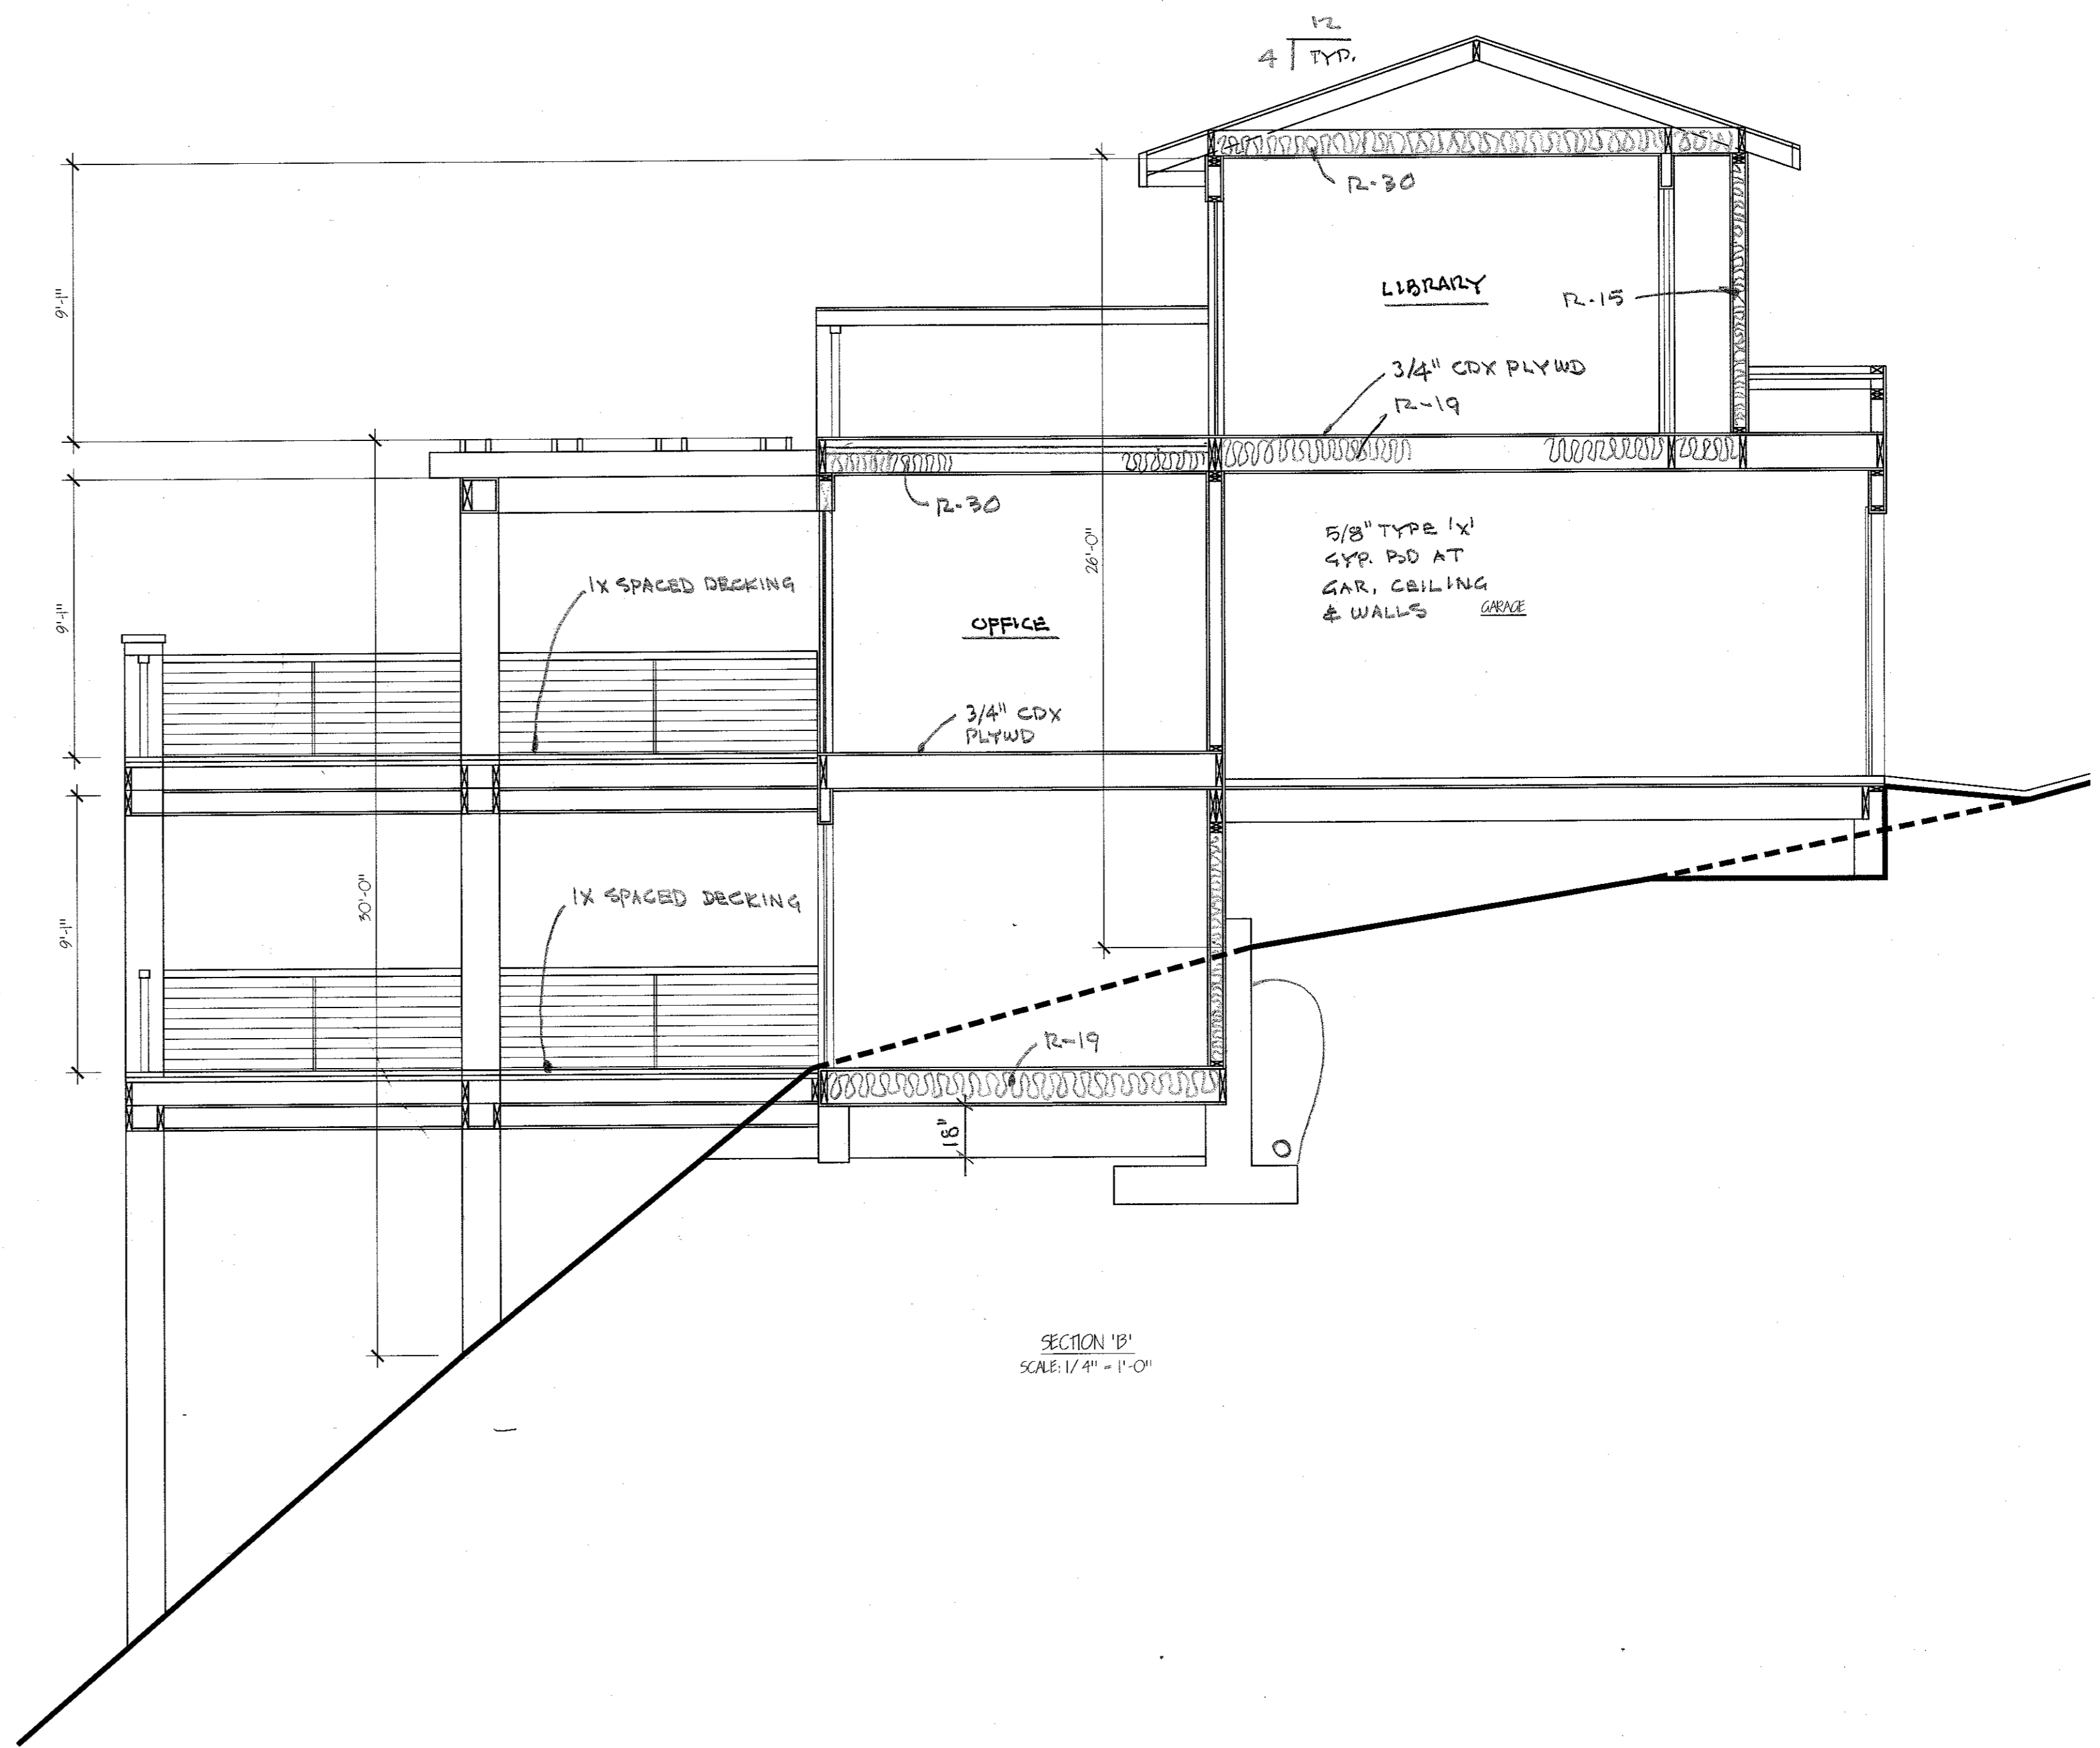 12
4 TYP.
R-30
9'-1"
LIBRARY
R-15
3/4" CDX PLYWD
R-19
R-30
26'-0"
5/8" TYPE 'X'
GYP. BD AT
GAR. CEILING
& WALLS
GARAGE
1X SPACED DECKING
9'-1"
OFFICE
3/4" CDX
PLYWD
30'-0"
1X SPACED DECKING
9'-1"
R-19
18"
SECTION 'B'
SCALE: 1/4" = 1'-0"